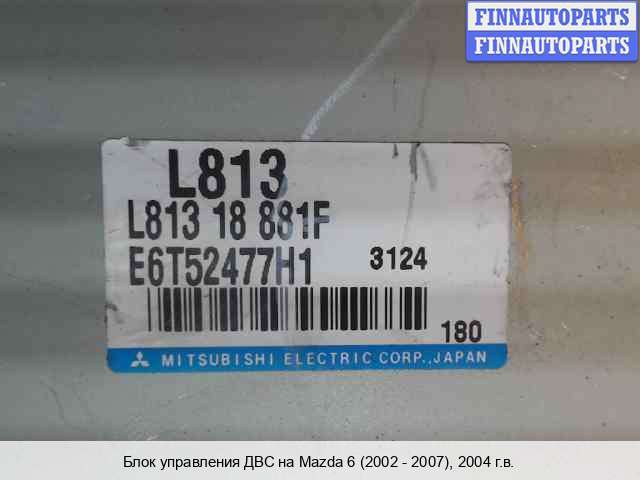 FINNAUTOPARTS
FINNAUTOPARTS
L813
L813 18 881F
E6T52477H1 3124
180
MITSUBISHI ELECTRIC CORP., JAPAN
Блок управления ДВС на Mazda 6 (2002 - 2007), 2004 г.в.